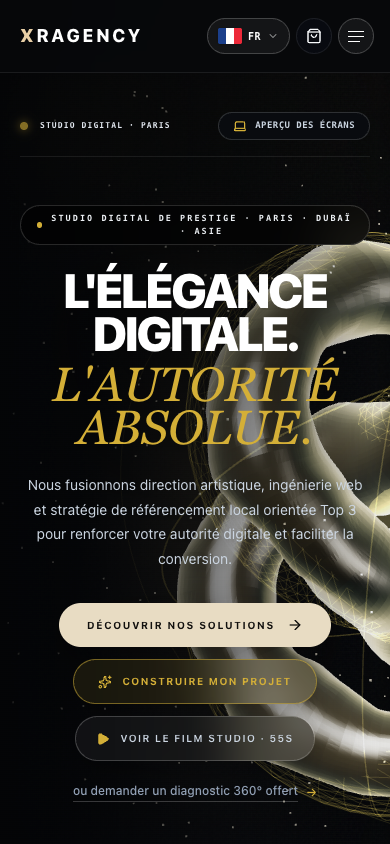 XRAGENCY
FR
STUDIO DIGITAL · PARIS
APERÇU DES ÉCRANS
STUDIO DIGITAL DE PRESTIGE · PARIS · DUBAÏ
· ASIE
L'ÉLÉGANCE
DIGITALE.
L'AUTORITÉ
ABSOLUE.
Nous fusionnons direction artistique, ingénierie web
et stratégie de référencement local orientée Top 3
pour renforcer votre autorité digitale et faciliter la
conversion.
DÉCOUVRIR NOS SOLUTIONS →
CONSTRUIRE MON PROJET
VOIR LE FILM STUDIO · 55S
ou demander un diagnostic 360° offert →